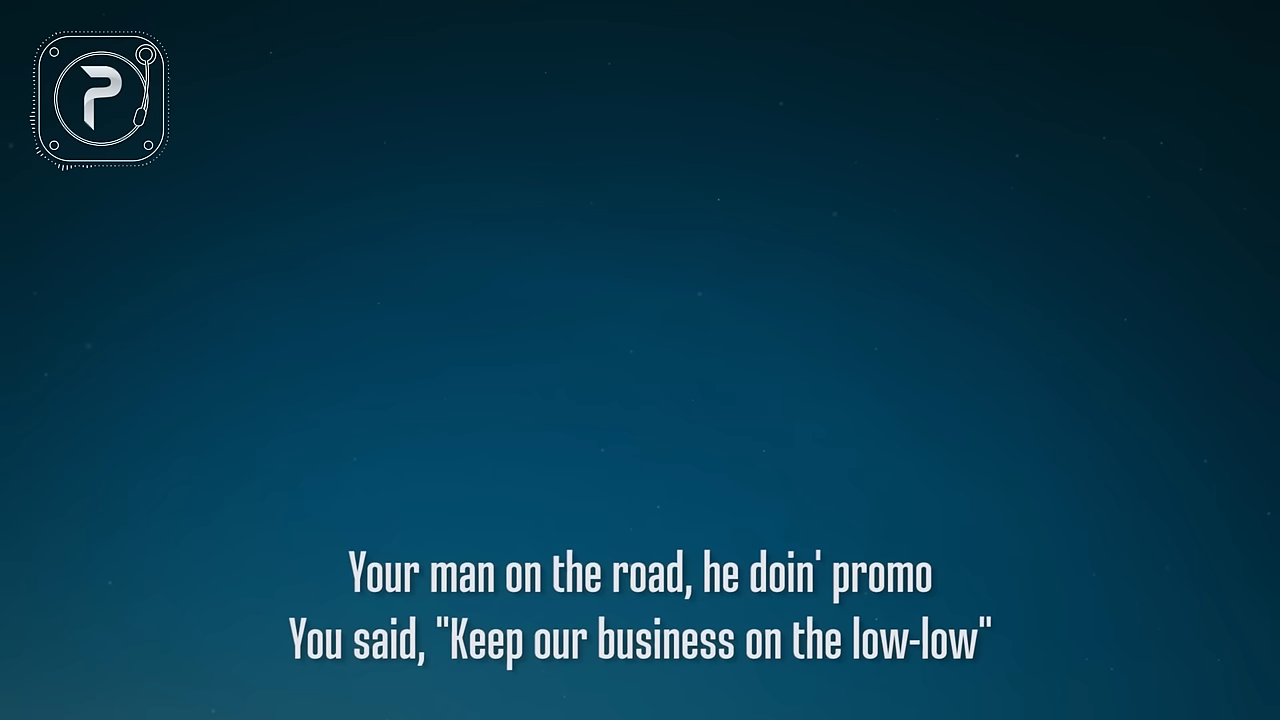 P
Your man on the road, he doin' promo
You said, "Keep our business on the low-low"